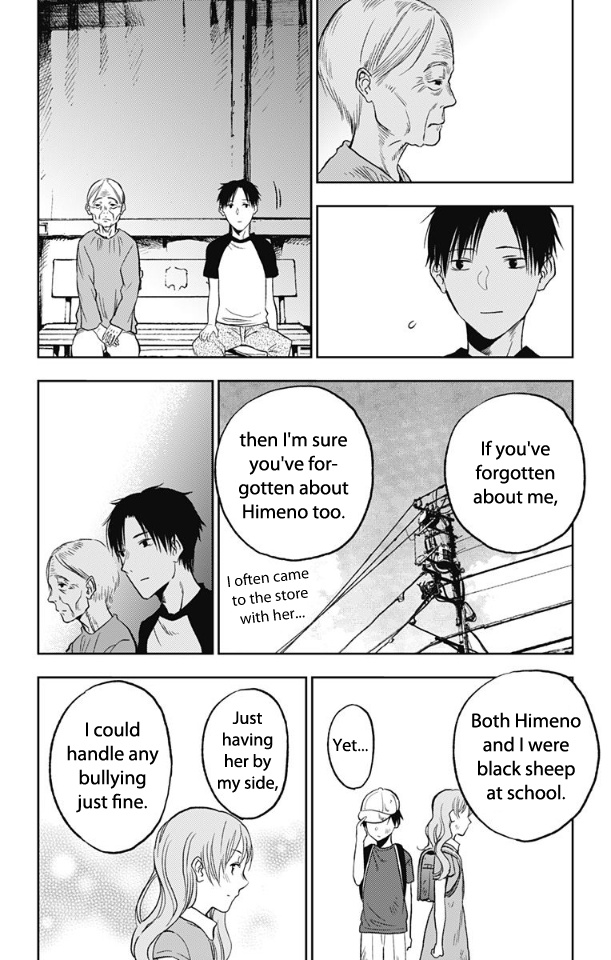 If you've
forgotten
about me,
then I'm sure
you've for-
gotten about
Himeno too.
I often came
to the store
with her...
Both Himeno
and I were
black sheep
at school.
Yet...
Just
having
her by
my side,
I could
handle any
bullying
just fine.